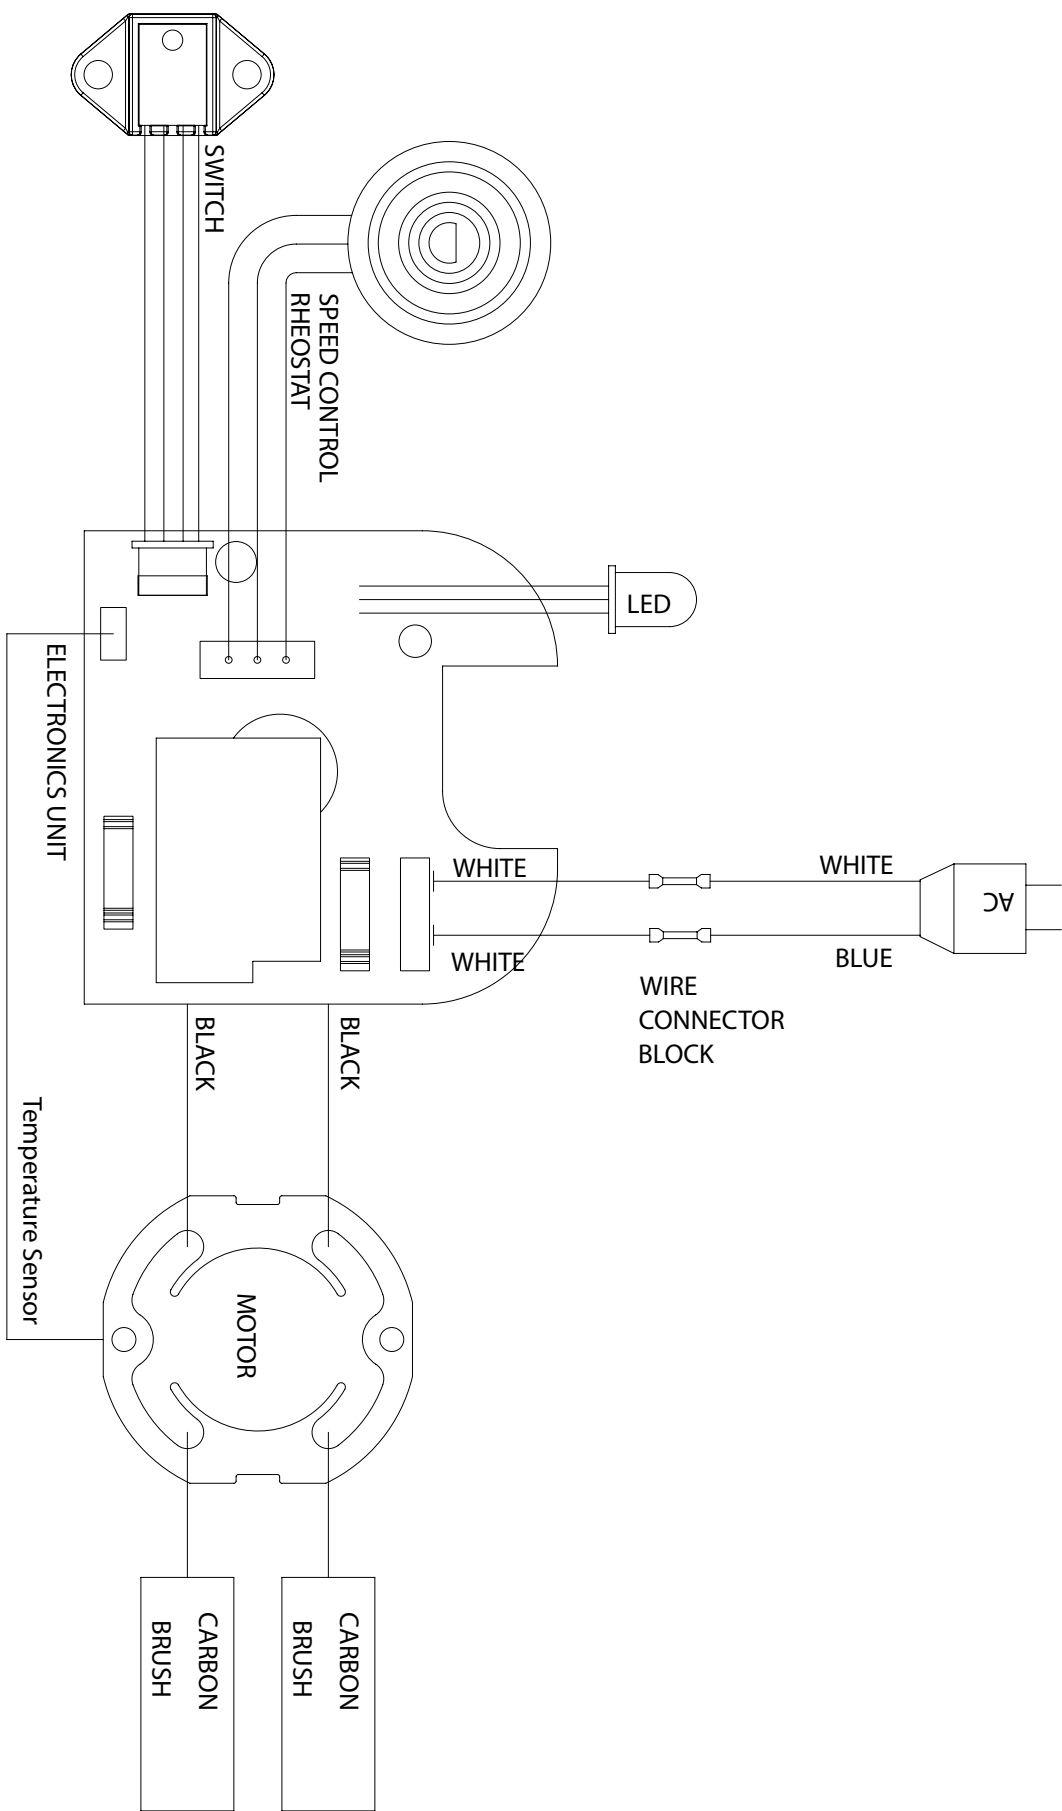 SWITCH
SPEED CONTROL
RHEOSTAT
LED
ELECTRONICS UNIT
WHITE
WHITE
AC
WHITE
BLUE
WIRE
CONNECTOR
BLOCK
BLACK
BLACK
Temperature Sensor
MOTOR
CARBON
BRUSH
CARBON
BRUSH